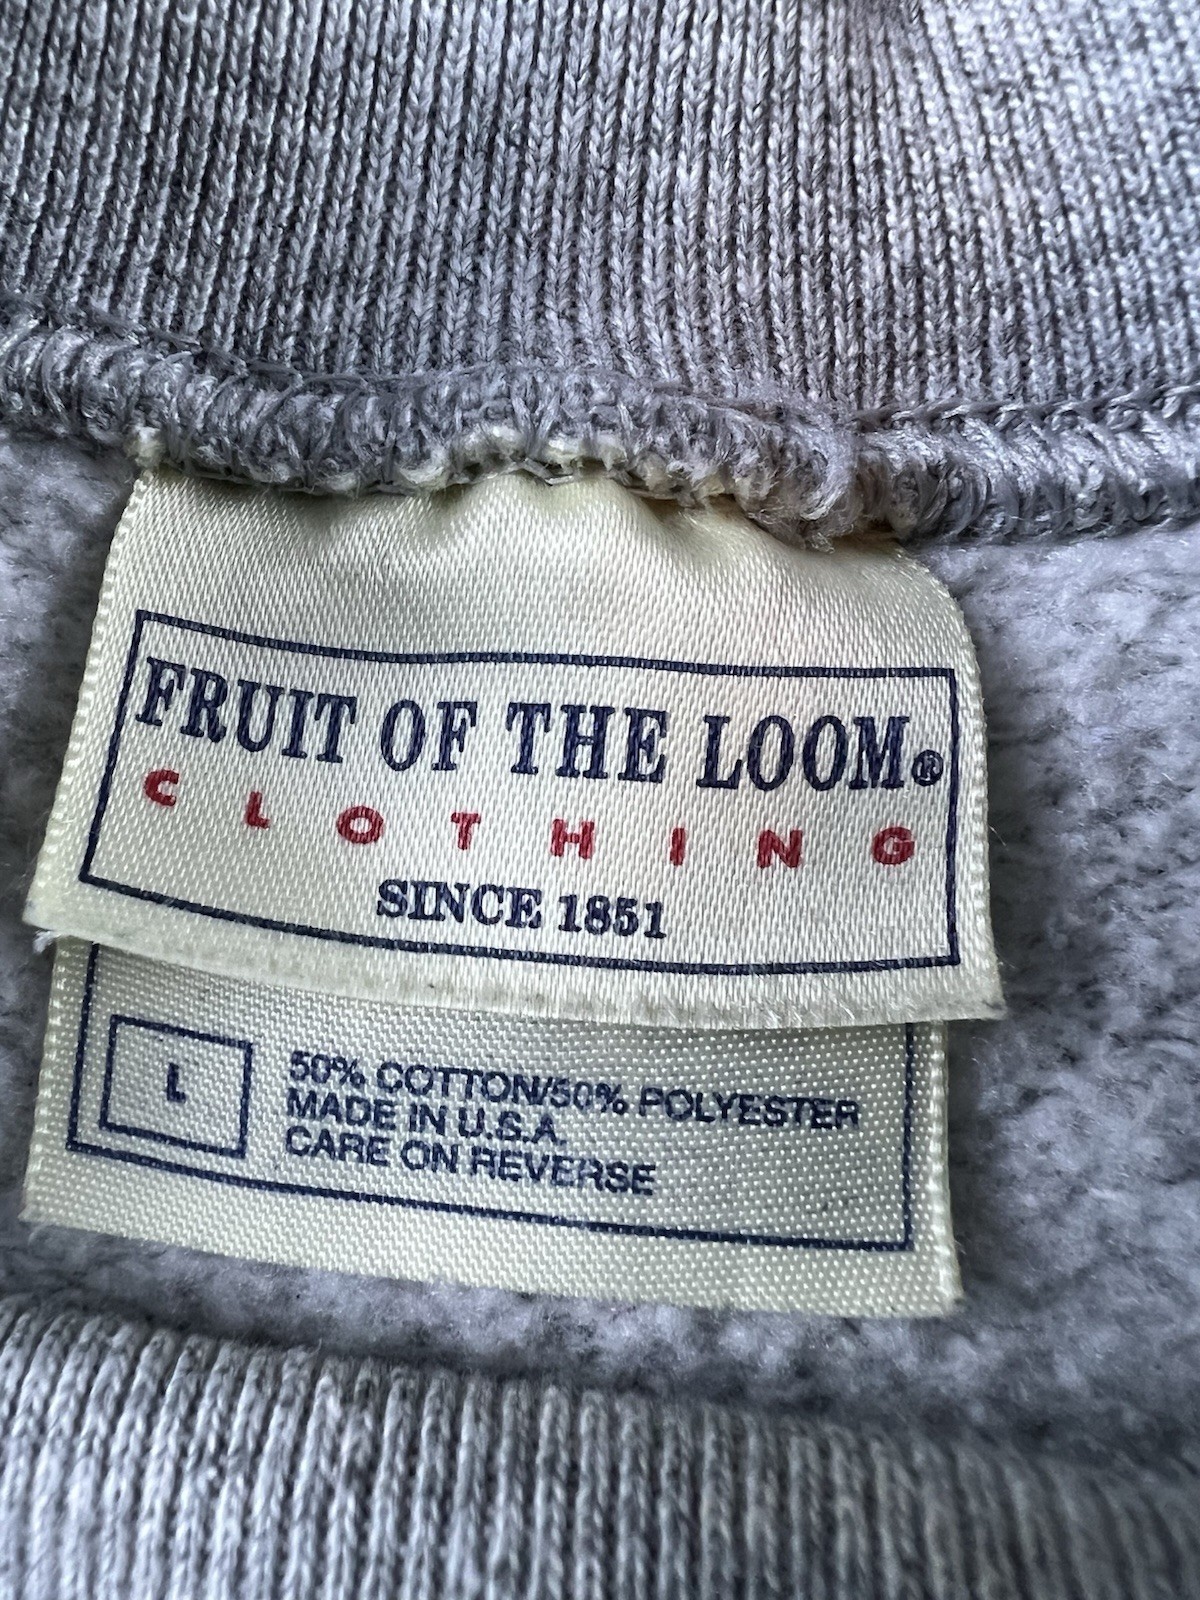 FRUIT OF THE LOOM®
CLOTHING
SINCE 1851
L
50% COTTON/50% POLYESTER
MADE IN U.S.A.
CARE ON REVERSE